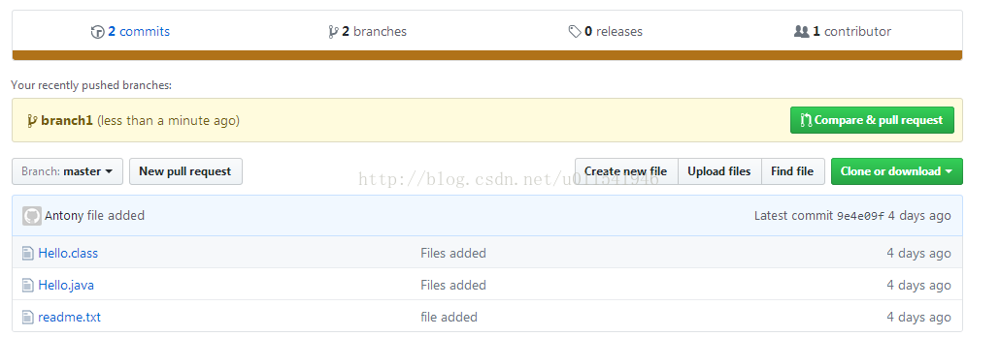 2 commits 2 branches 0 releases 1 contributor
Your recently pushed branches:
branch1 (less than a minute ago) Compare & pull request
Branch: master New pull request Create new file Upload files Find file Clone or download
http://blog.csdn.net/u011541946
Antony file added Latest commit 9e4e09f 4 days ago
Hello.class Files added 4 days ago
Hello.java Files added 4 days ago
readme.txt file added 4 days ago